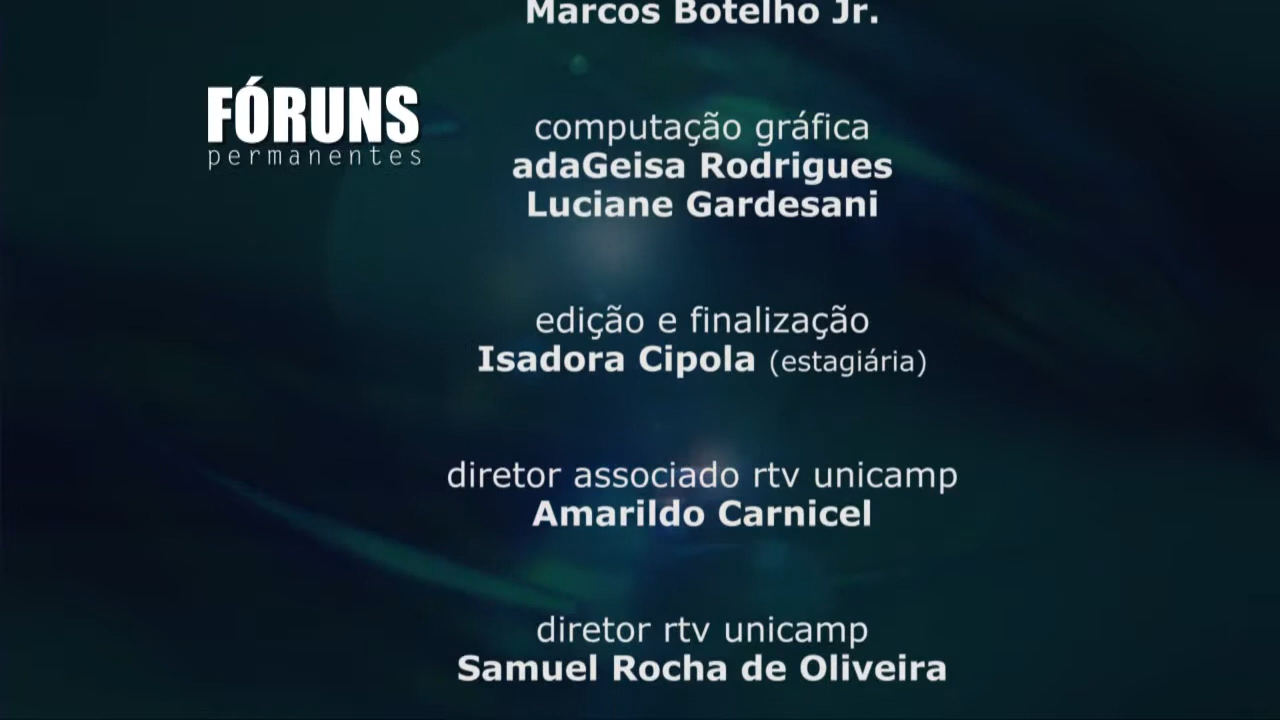 Marcos Botelho Jr.
FÓRUNS
permanentes
computação gráfica
adaGeisa Rodrigues
Luciane Gardesani
edição e finalização
Isadora Cipola (estagiária)
diretor associado rtv unicamp
Amarildo Carnicel
diretor rtv unicamp
Samuel Rocha de Oliveira